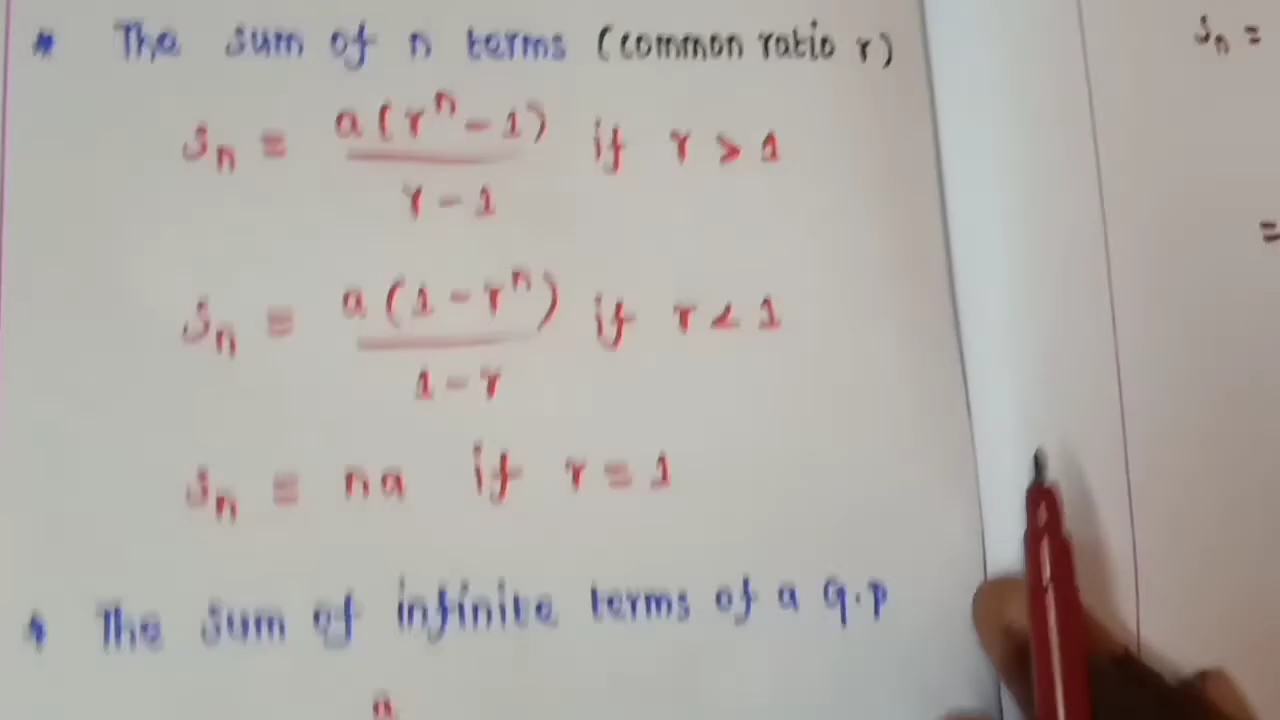 * The sum of n terms (common ratio r)
Sn = a(r^n - 1) / r - 1 if r > 1
Sn = a(1 - r^n) / 1 - r if r < 1
Sn = na if r = 1
* The sum of infinite terms of a G.P
a
Sn =
=